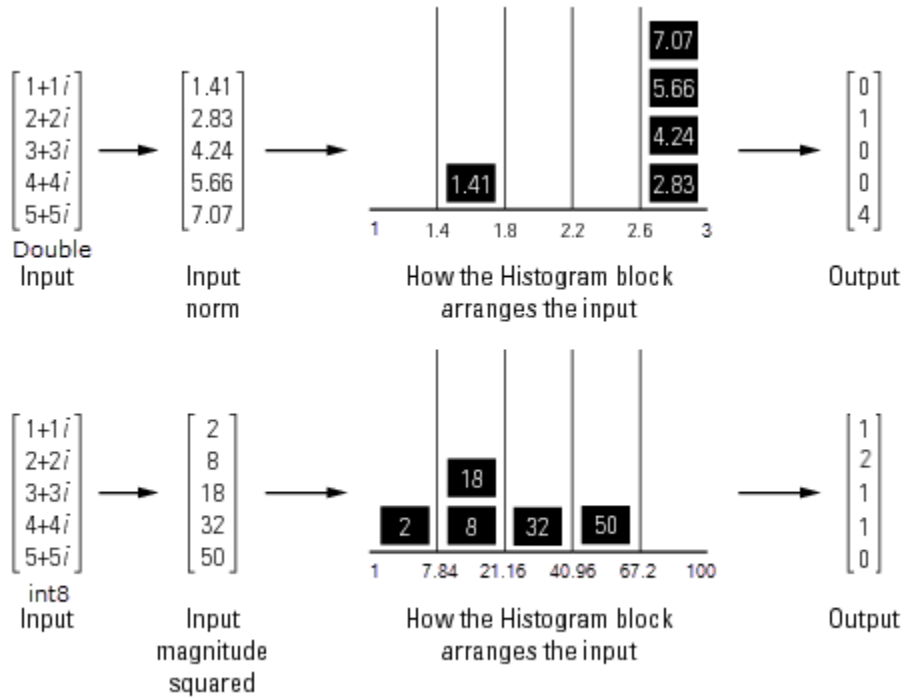 1+1i
2+2i
3+3i
4+4i
5+5i
Double
Input
1.41
2.83
4.24
5.66
7.07
Input
norm
7.07
5.66
4.24
1.41 2.83
1 1.4 1.8 2.2 2.6 3
How the Histogram block
arranges the input
0
1
0
0
4
Output
1+1i
2+2i
3+3i
4+4i
5+5i
int8
Input
2
8
18
32
50
Input
magnitude
squared
18
2 8 32 50
1 7.84 21.16 40.96 67.2 100
How the Histogram block
arranges the input
1
2
1
1
0
Output